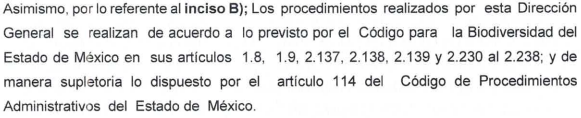 Asimismo, por lo referente al inciso B); Los procedimientos realizados por esta Dirección
General se realizan de acuerdo a lo previsto por el Código para la Biodiversidad del
Estado de México en sus artículos 1.8, 1.9, 2.137, 2.138, 2.139 y 2.230 al 2.238; y de
manera supletoria lo dispuesto por el artículo 114 del Código de Procedimientos
Administrativos del Estado de México.